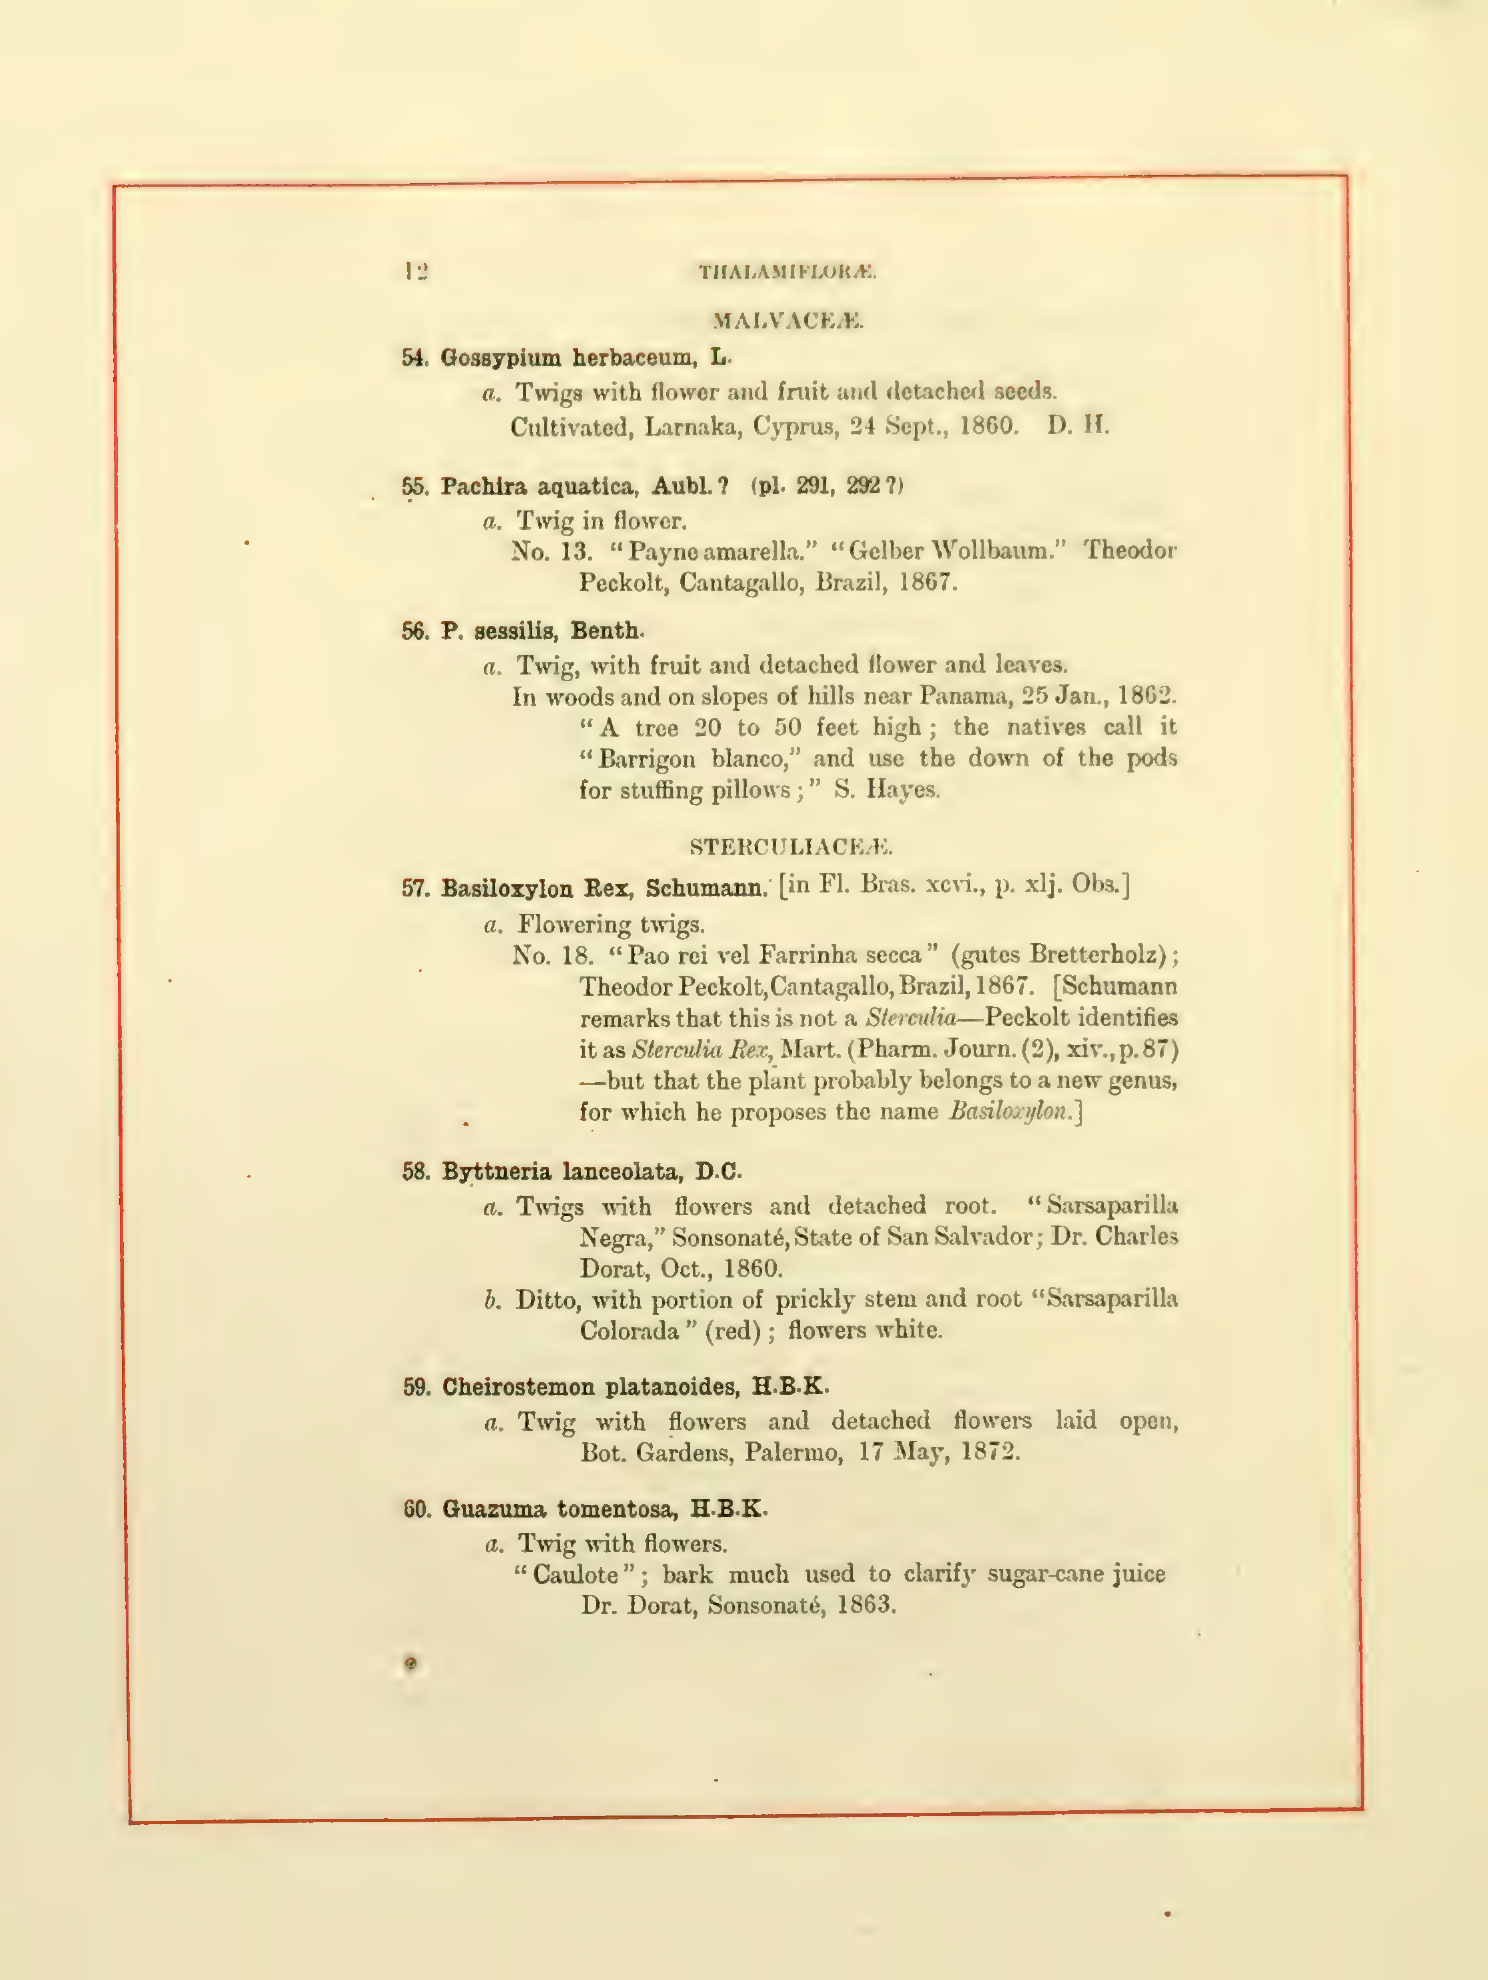 12 THALAMIFLORÆ.
MALVACEÆ.
54. Gossypium herbaceum, L.
a. Twigs with flower and fruit and detached seeds.
Cultivated, Larnaka, Cyprus, 24 Sept., 1860. D. H.
55. Pachira aquatica, Aubl.? (pl. 291, 292?)
a. Twig in flower.
No. 13. “Payne amarella.” “Gelber Wollbaum.” Theodor
Peckolt, Cantagallo, Brazil, 1867.
56. P. sessilis, Benth.
a. Twig, with fruit and detached flower and leaves.
In woods and on slopes of hills near Panama, 25 Jan., 1862.
“A tree 20 to 50 feet high; the natives call it
“Barrigon blanco,” and use the down of the pods
for stuffing pillows;” S. Hayes.
STERCULIACEÆ.
57. Basiloxylon Rex, Schumann. [in Fl. Bras. xcvi., p. xlj. Obs.]
a. Flowering twigs.
No. 18. “Pao rei vel Farrinha secca” (gutes Bretterholz);
Theodor Peckolt, Cantagallo, Brazil, 1867. [Schumann
remarks that this is not a Sterculia—Peckolt identifies
it as Sterculia Rex, Mart. (Pharm. Journ. (2), xiv., p. 87)
—but that the plant probably belongs to a new genus,
for which he proposes the name Basiloxylon.]
58. Byttneria lanceolata, D.C.
a. Twigs with flowers and detached root. “Sarsaparilla
Negra,” Sonsonaté, State of San Salvador; Dr. Charles
Dorat, Oct., 1860.
b. Ditto, with portion of prickly stem and root “Sarsaparilla
Colorada” (red); flowers white.
59. Cheirostemon platanoides, H.B.K.
a. Twig with flowers and detached flowers laid open,
Bot. Gardens, Palermo, 17 May, 1872.
60. Guazuma tomentosa, H.B.K.
a. Twig with flowers.
“Caulote”; bark much used to clarify sugar-cane juice
Dr. Dorat, Sonsonaté, 1863.